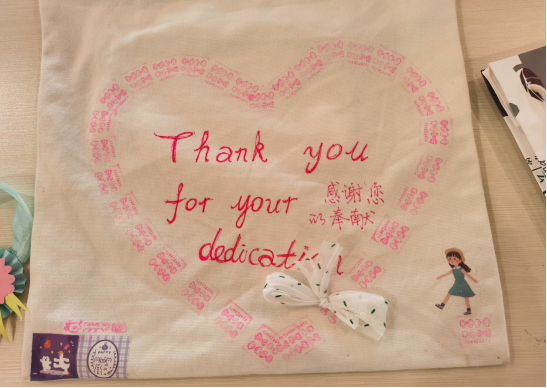 Thank you
for your 感谢您
的奉献
dedication